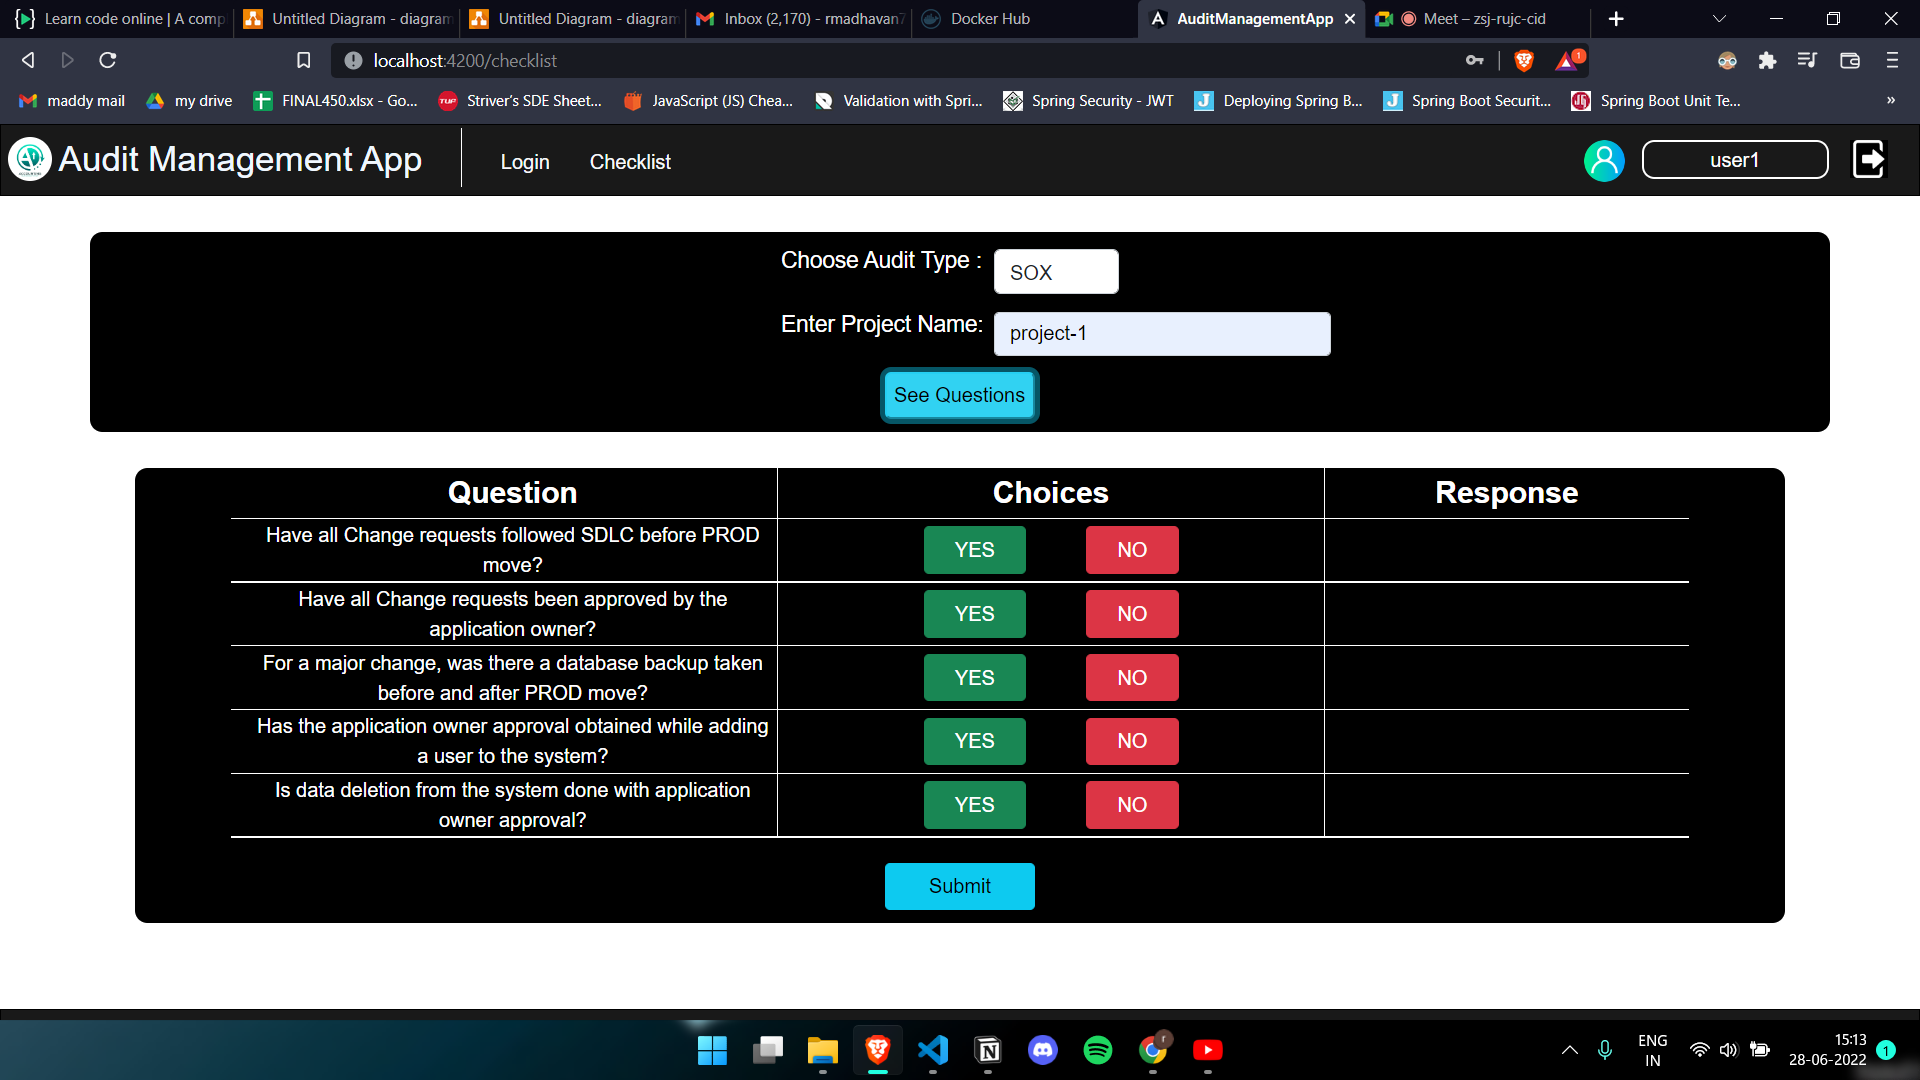 Learn code online | A comp
Untitled Diagram - diagram
Untitled Diagram - diagram
Inbox (2,170) - rmadhavan7
Docker Hub
AuditManagementApp
Meet – zsj-rujc-cid
localhost:4200/checklist
1
maddy mail
my drive
FINAL450.xlsx - Go...
TUF
Striver's SDE Sheet...
JavaScript (JS) Chea...
Validation with Spri...
Spring Security - JWT
J
Deploying Spring B...
J
Spring Boot Securit...
Spring Boot Unit Te...
»
Audit Management App
Login
Checklist
user1
Choose Audit Type :
SOX
Enter Project Name:
project-1
See Questions
Question
Choices
Response
Have all Change requests followed SDLC before PROD
move?
YES
NO
Have all Change requests been approved by the
application owner?
YES
NO
For a major change, was there a database backup taken
before and after PROD move?
YES
NO
Has the application owner approval obtained while adding
a user to the system?
YES
NO
Is data deletion from the system done with application
owner approval?
YES
NO
Submit
r
ENG
IN
15:13
28-06-2022
1